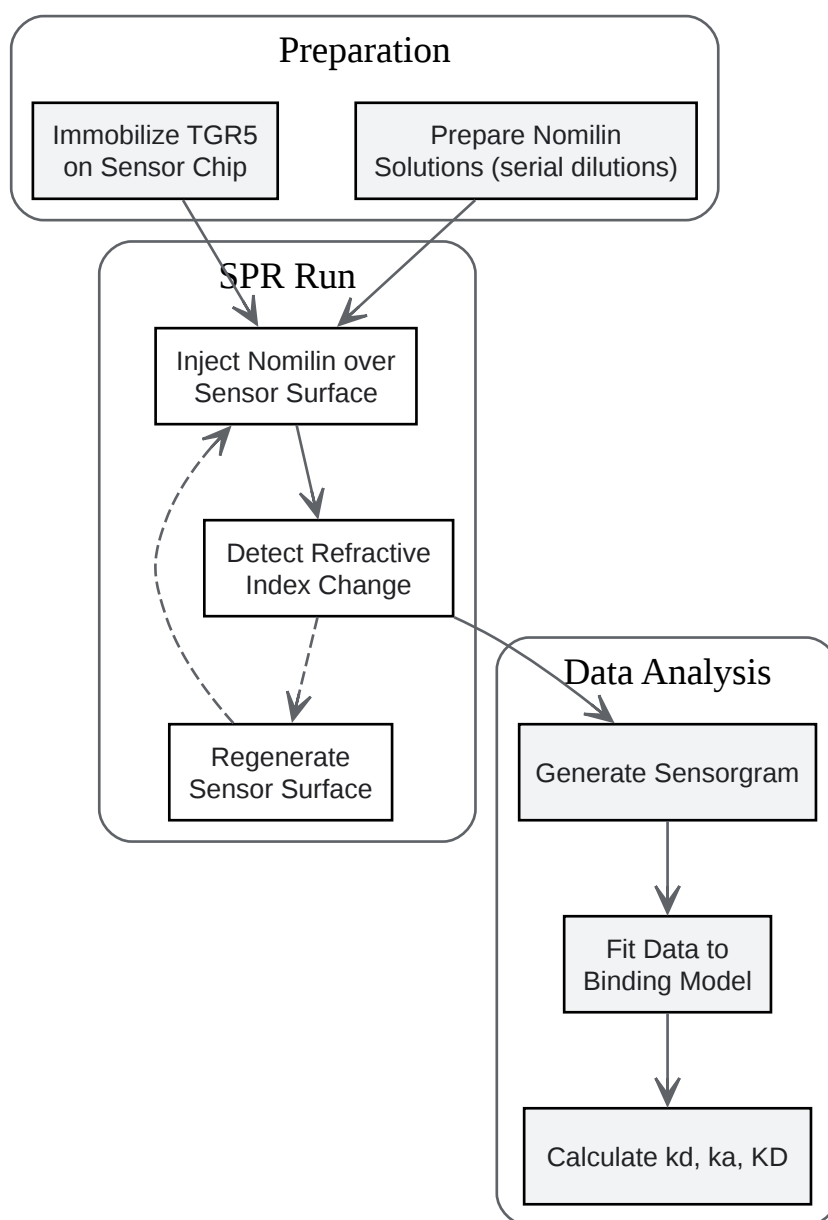 Preparation
Immobilize TGR5
on Sensor Chip
Prepare Nomilin
Solutions (serial dilutions)
SPR Run
Inject Nomilin over
Sensor Surface
Detect Refractive
Index Change
Regenerate
Sensor Surface
Data Analysis
Generate Sensorgram
Fit Data to
Binding Model
Calculate kd, ka, KD